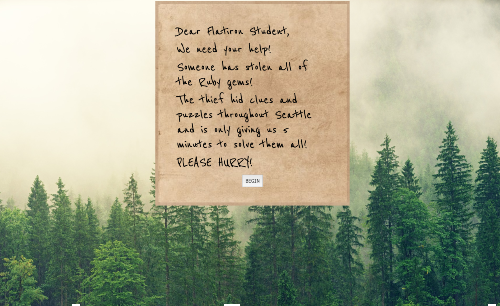 Dear Flatiron Student,
We need your help!
Someone has stolen all of
the Ruby gems!
The thief hid clues and
puzzles throughout Seattle
and is only giving us 5
minutes to solve them all!
PLEASE HURRY!
BEGIN